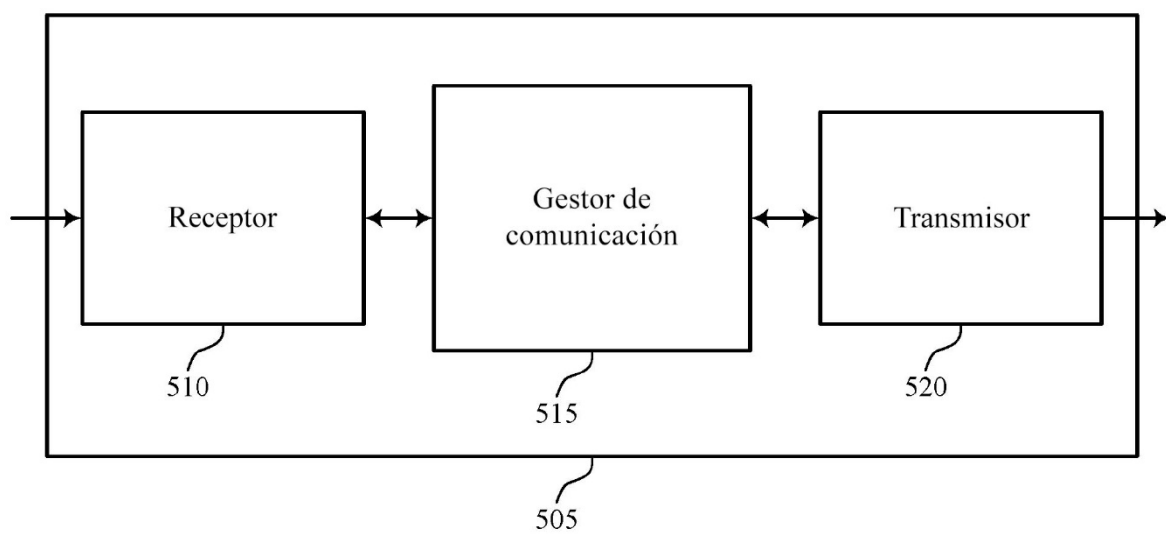 Receptor
Gestor de
comunicación
Transmisor
510
515
520
505